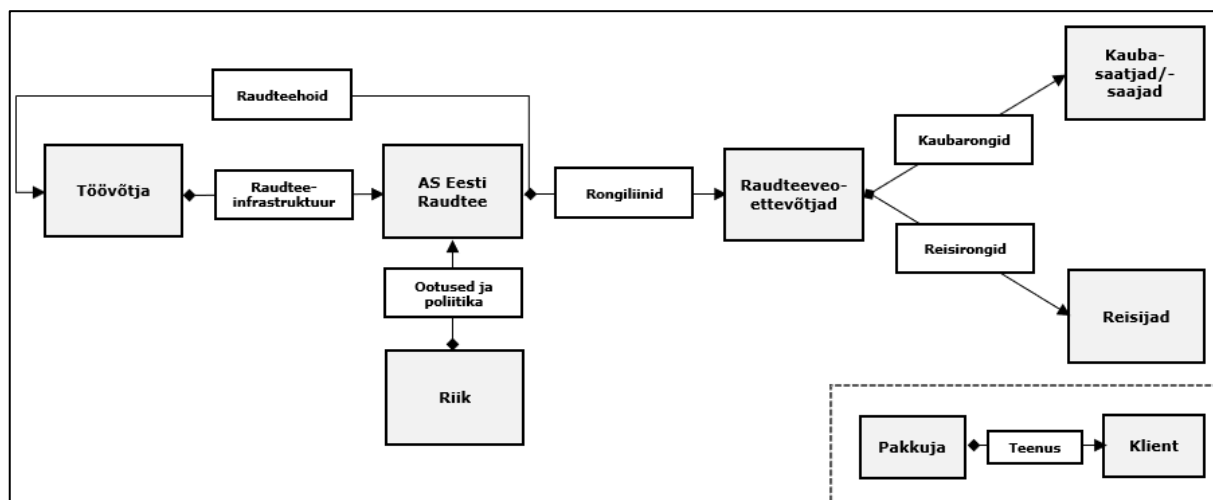 Kauba-
saatjad/-
saajad
Raudteehoid
Kaubarongid
Töövõtja
Raudtee-
infrastruktuur
AS Eesti
Raudtee
Rongiliinid
Raudteeveo-
ettevõtjad
Reisirongid
Ootused ja
poliitika
Reisijad
Riik
Pakkuja
Teenus
Klient